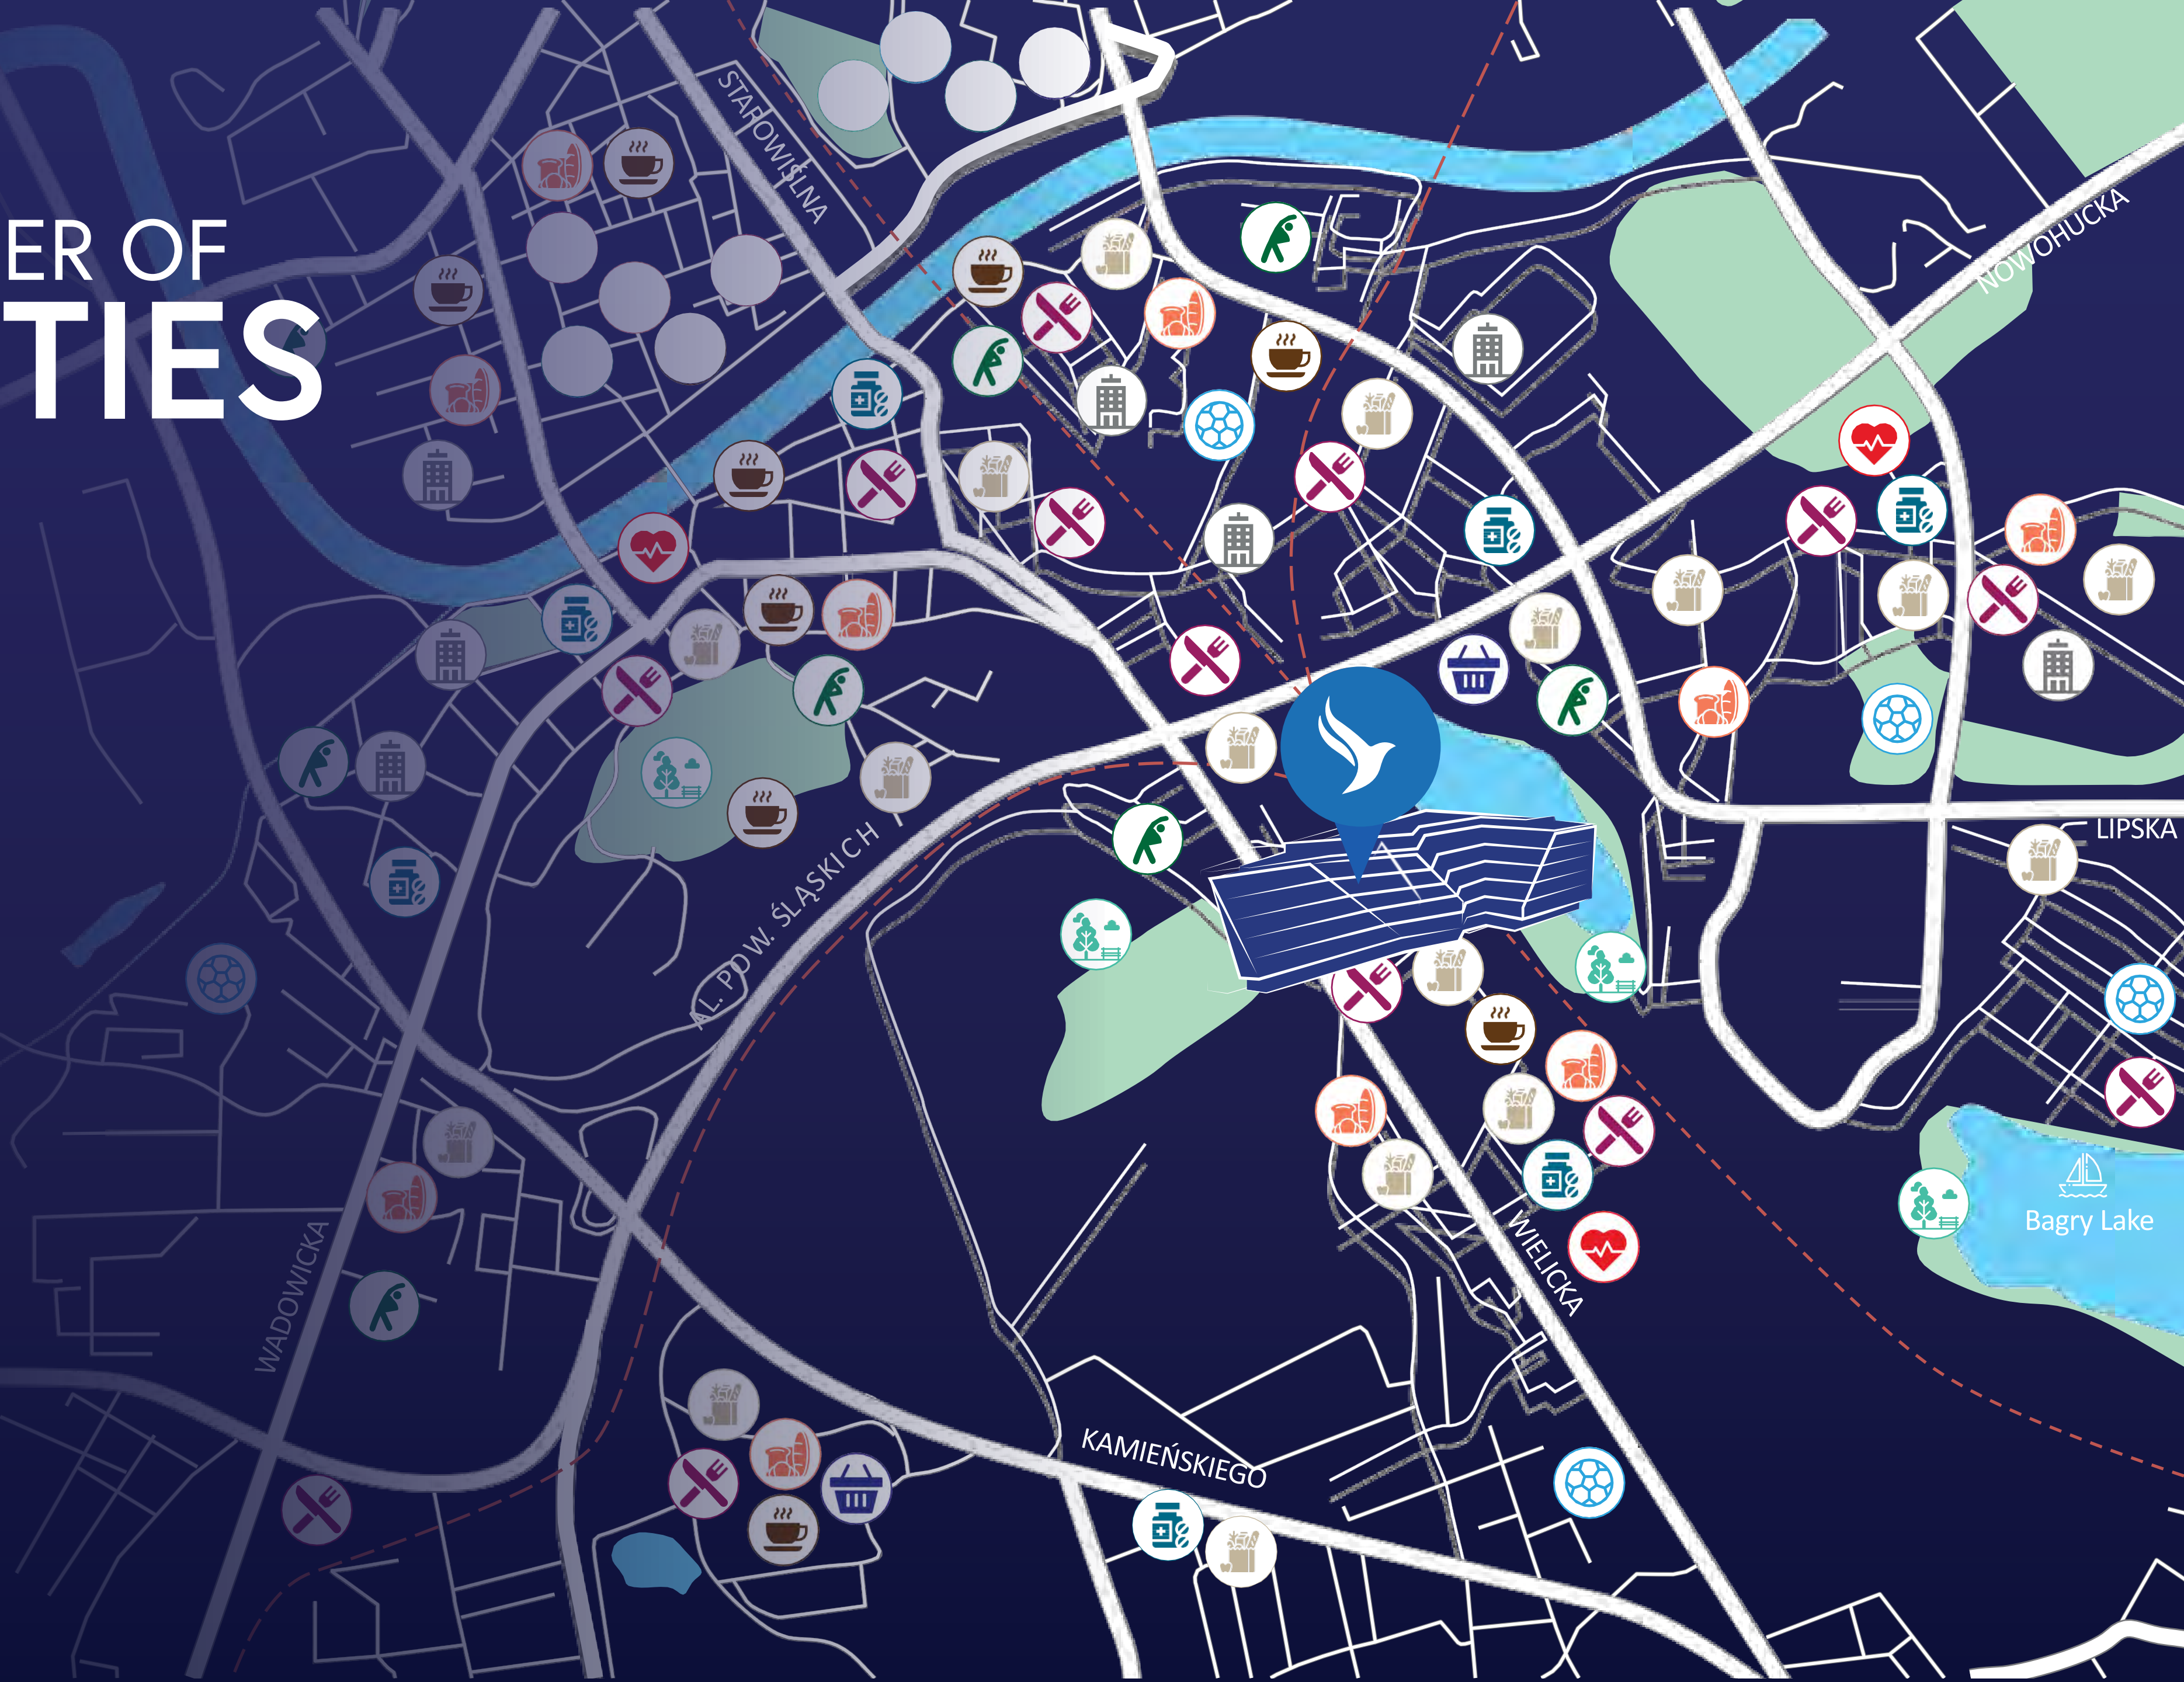 ER OF
TIES
STAROWIŚLNA
NOWOHUCKA
LIPSKA
AL. POW. ŚLĄSKICH
Bagry Lake
WIELICKA
WADOWICKA
KAMIEŃSKIEGO